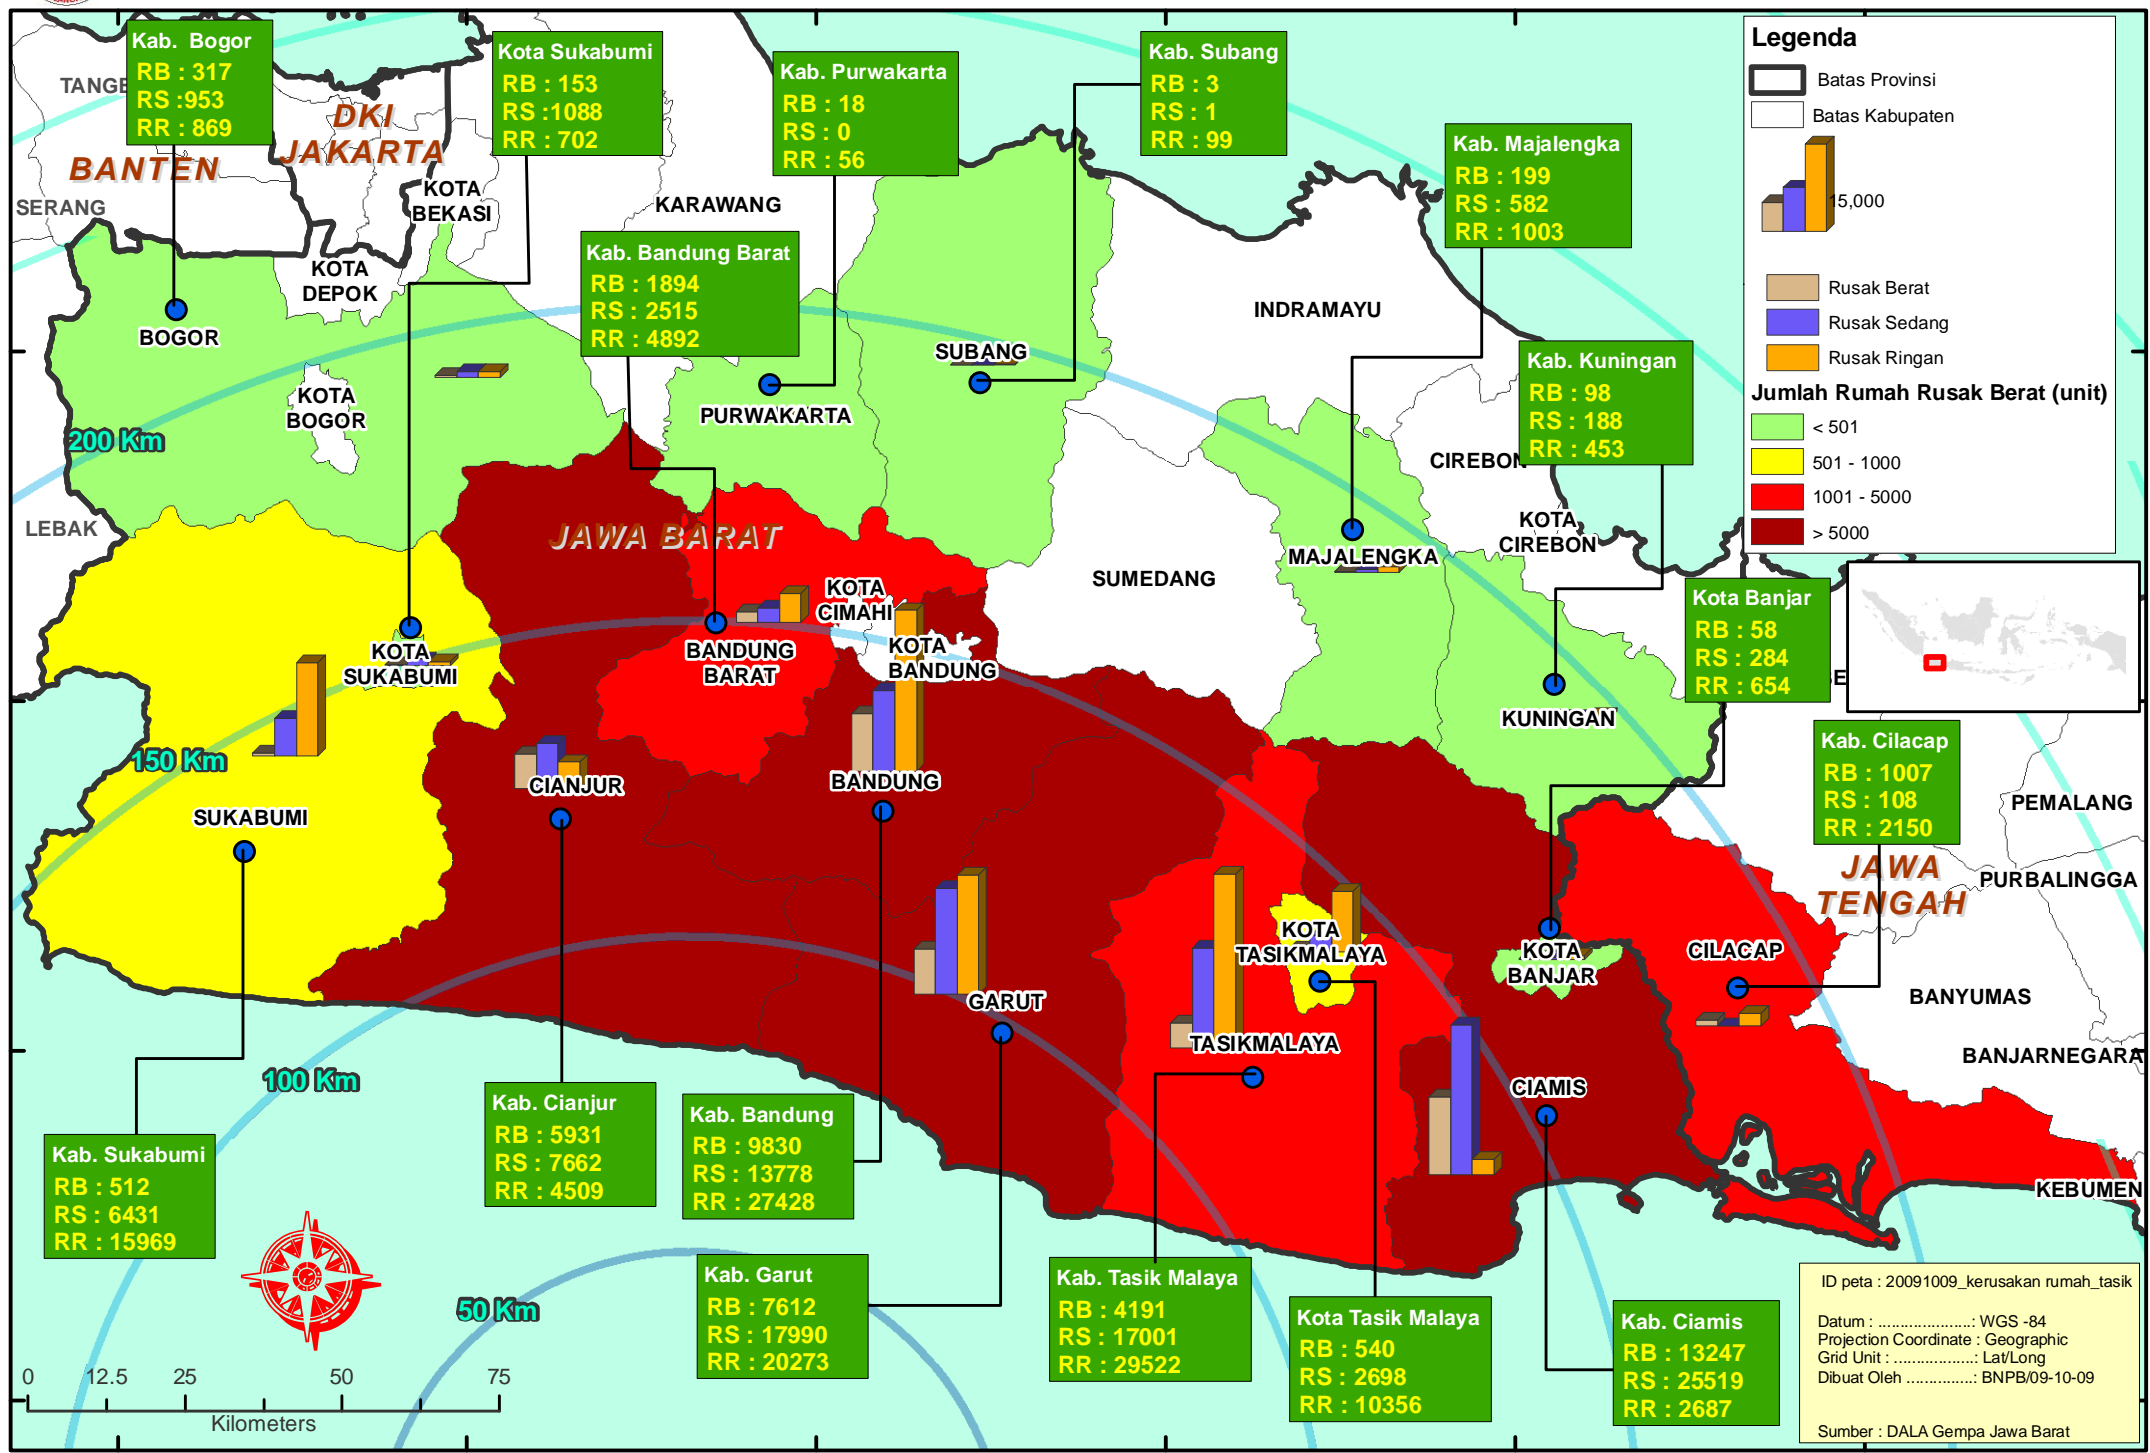 Kab. Bogor
RB : 317
RS :953
RR : 869
Kota Sukabumi
RB : 153
RS :1088
RR : 702
Kab. Purwakarta
RB : 18
RS : 0
RR : 56
Kab. Subang
RB : 3
RS : 1
RR : 99
Kab. Majalengka
RB : 199
RS : 582
RR : 1003
Kab. Bandung Barat
RB : 1894
RS : 2515
RR : 4892
Kab. Kuningan
RB : 98
RS : 188
RR : 453
Kota Banjar
RB : 58
RS : 284
RR : 654
Kab. Cilacap
RB : 1007
RS : 108
RR : 2150
Kab. Sukabumi
RB : 512
RS : 6431
RR : 15969
Kab. Cianjur
RB : 5931
RS : 7662
RR : 4509
Kab. Bandung
RB : 9830
RS : 13778
RR : 27428
Kab. Garut
RB : 7612
RS : 17990
RR : 20273
Kab. Tasik Malaya
RB : 4191
RS : 17001
RR : 29522
Kota Tasik Malaya
RB : 540
RS : 2698
RR : 10356
Kab. Ciamis
RB : 13247
RS : 25519
RR : 2687
Legenda
Batas Provinsi
Batas Kabupaten
15,000
Rusak Berat
Rusak Sedang
Rusak Ringan
Jumlah Rumah Rusak Berat (unit)
< 501
501 - 1000
1001 - 5000
> 5000
TANGE
DKI
JAKARTA
BANTEN
SERANG
KOTA
BEKASI
KARAWANG
KOTA
DEPOK
BOGOR
KOTA
BOGOR
PURWAKARTA
SUBANG
INDRAMAYU
CIREBON
KOTA
CIREBON
MAJALENGKA
SUMEDANG
LEBAK
JAWA BARAT
KOTA
CIMAHI
KOTA
BANDUNG
BANDUNG
BARAT
KOTA
SUKABUMI
KUNINGAN
SUKABUMI
CIANJUR
BANDUNG
GARUT
TASIKMALAYA
KOTA
TASIKMALAYA
KOTA
BANJAR
CIAMIS
CILACAP
JAWA
TENGAH
PEMALANG
PURBALINGGA
BANYUMAS
BANJARNEGARA
KEBUMEN
200 Km
150 Km
100 Km
50 Km
0 12.5 25 50 75
Kilometers
ID peta : 20091009_kerusakan rumah_tasik
Datum : .....................: WGS -84
Projection Coordinate : Geographic
Grid Unit : ..................: Lat/Long
Dibuat Oleh ...............: BNPB/09-10-09
Sumber : DALA Gempa Jawa Barat